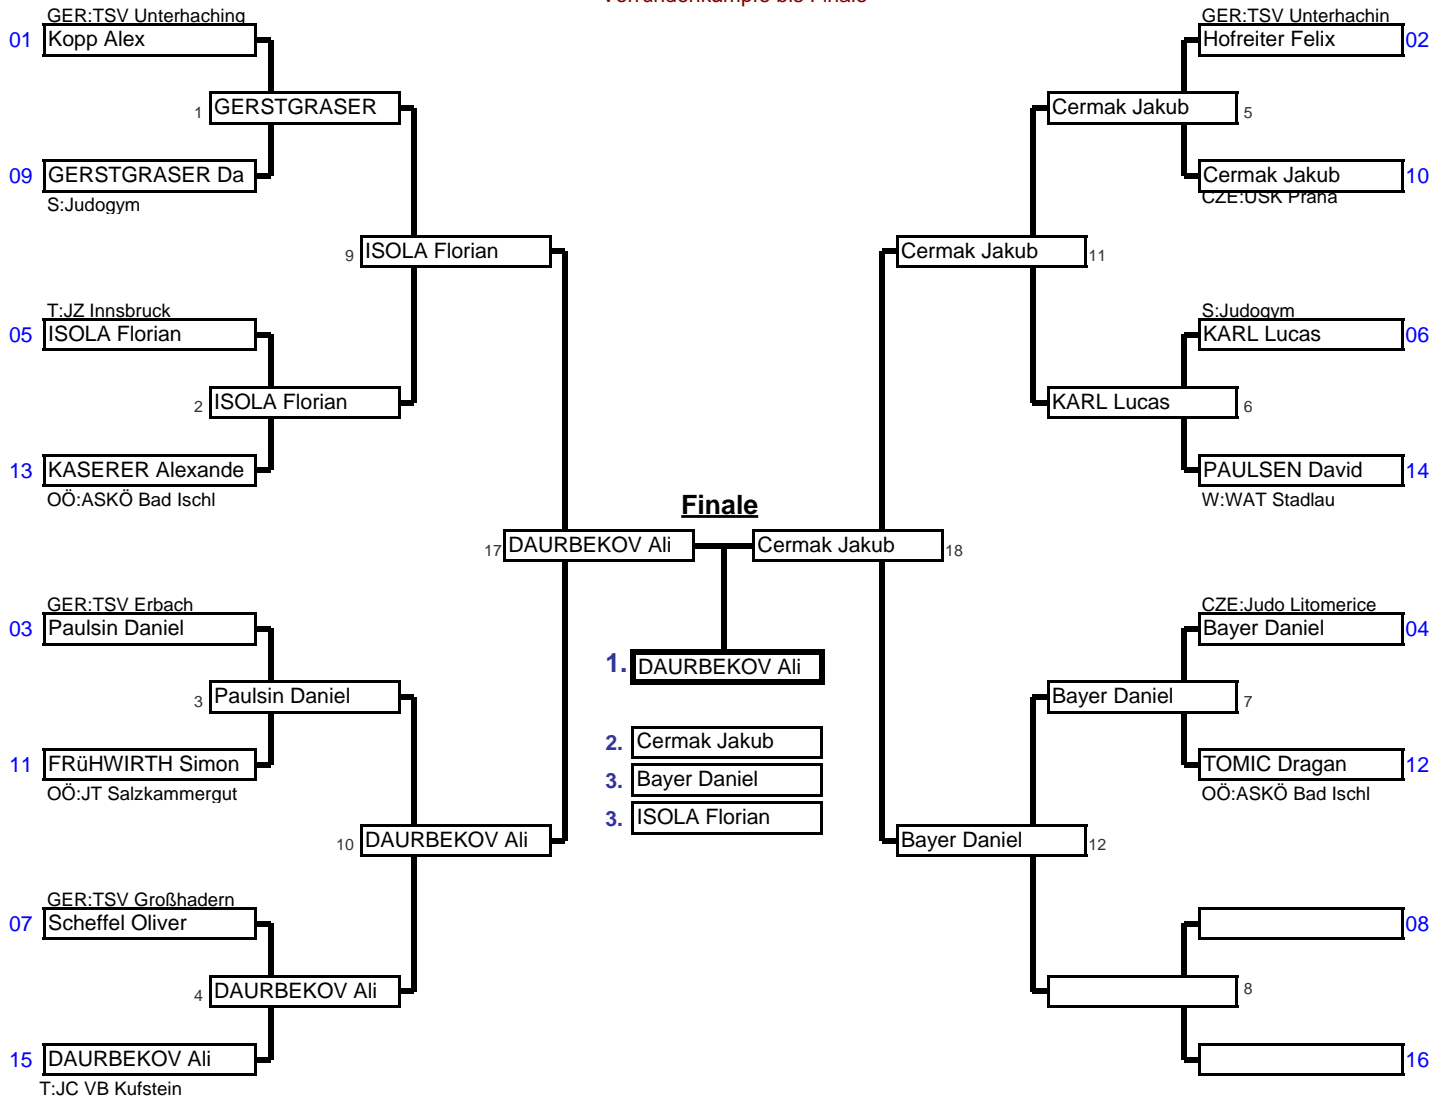 Vorrundenkämpfe bis Finale
GER:TSV Unterhaching
01 Kopp Alex
1 GERSTGRASER
09 GERSTGRASER Da
S:Judogym
9 ISOLA Florian
T:JZ Innsbruck
05 ISOLA Florian
2 ISOLA Florian
13 KASERER Alexande
OÖ:ASKÖ Bad Ischl
17 DAURBEKOV Ali
GER:TSV Erbach
03 Paulsin Daniel
3 Paulsin Daniel
11 FRüHWIRTH Simon
OÖ:JT Salzkammergut
10 DAURBEKOV Ali
GER:TSV Großhadern
07 Scheffel Oliver
4 DAURBEKOV Ali
15 DAURBEKOV Ali
T:JC VB Kufstein
Finale
1. DAURBEKOV Ali
2. Cermak Jakub
3. Bayer Daniel
3. ISOLA Florian
GER:TSV Unterhachin
Hofreiter Felix 02
Cermak Jakub 5
Cermak Jakub 10
CZE:USK Praha
Cermak Jakub 11
S:Judogym
KARL Lucas 06
KARL Lucas 6
PAULSEN David 14
W:WAT Stadlau
Cermak Jakub 18
CZE:Judo Litomerice
Bayer Daniel 04
Bayer Daniel 7
TOMIC Dragan 12
OÖ:ASKÖ Bad Ischl
Bayer Daniel 12
08
8
16